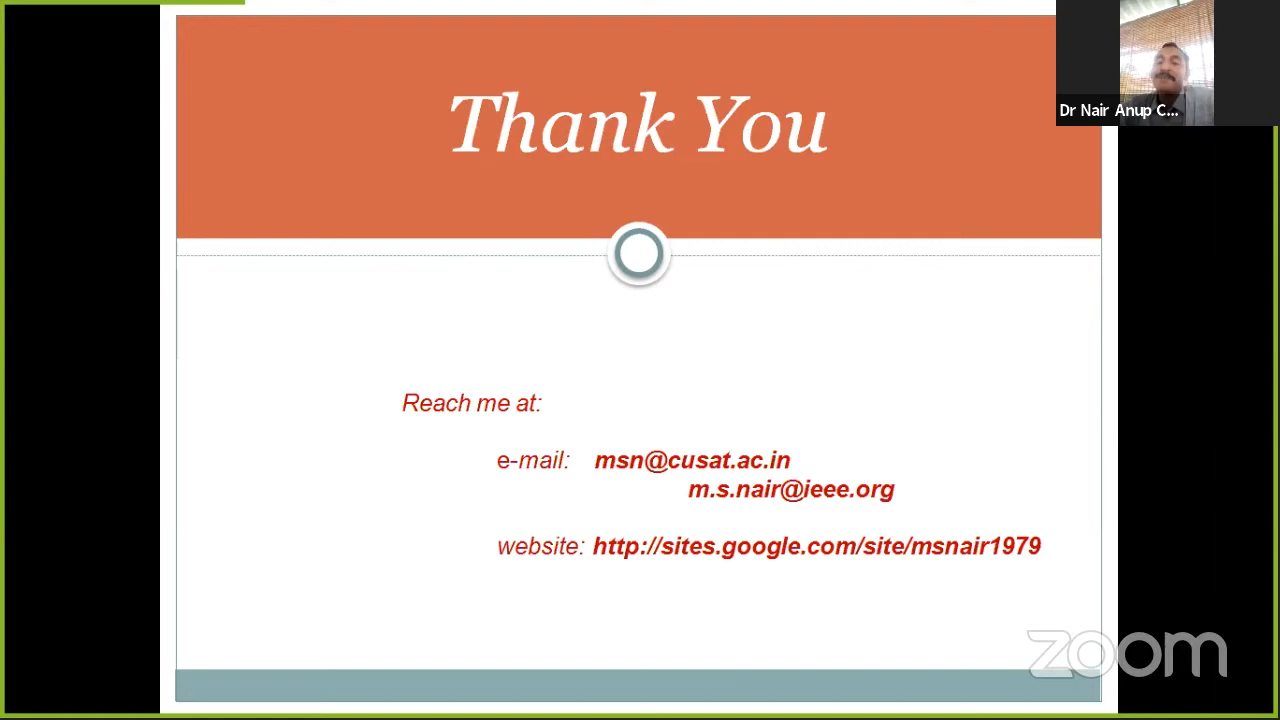 Thank You
Dr Nair Anup C...
Reach me at:
e-mail: msn@cusat.ac.in
m.s.nair@ieee.org
website: http://sites.google.com/site/msnair1979
zoom